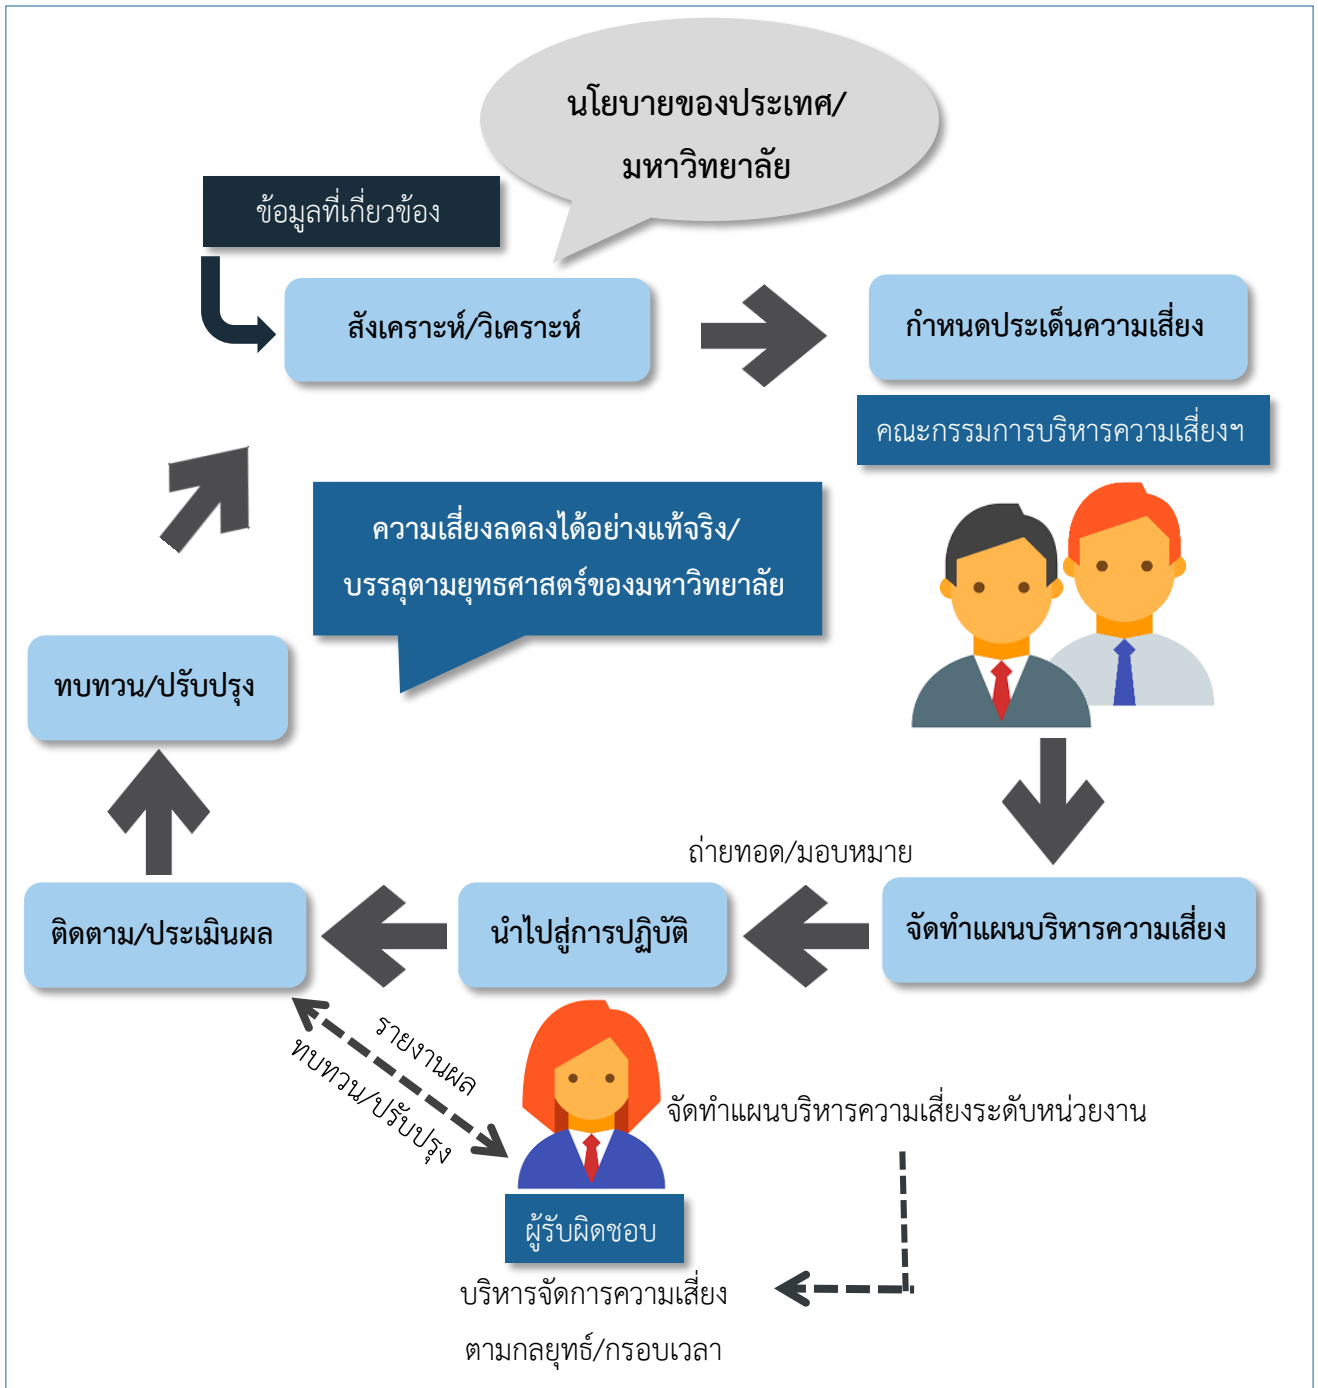 นโยบายของประเทศ/
มหาวิทยาลัย
ข้อมูลที่เกี่ยวข้อง
สังเคราะห์/วิเคราะห์
กำหนดประเด็นความเสี่ยง
คณะกรรมการบริหารความเสี่ยงฯ
ความเสี่ยงลดลงได้อย่างแท้จริง/
บรรลุตามยุทธศาสตร์ของมหาวิทยาลัย
ทบทวน/ปรับปรุง
ถ่ายทอด/มอบหมาย
ติดตาม/ประเมินผล
นำไปสู่การปฏิบัติ
จัดทำแผนบริหารความเสี่ยง
รายงานผล
ทบทวน/ปรับปรุง
จัดทำแผนบริหารความเสี่ยงระดับหน่วยงาน
ผู้รับผิดชอบ
บริหารจัดการความเสี่ยง
ตามกลยุทธ์/กรอบเวลา